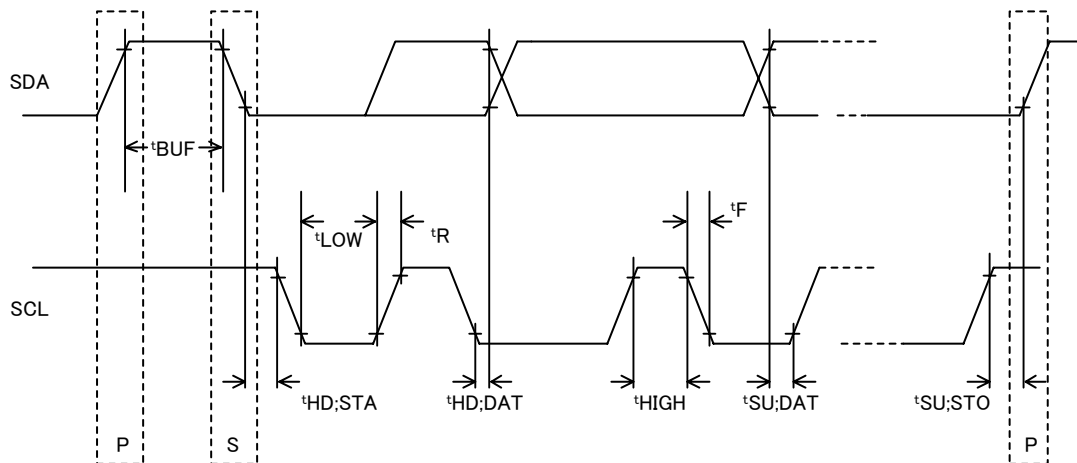 SDA
tBUF
tLOW
tR
tF
SCL
tHD;STA
tHD;DAT
tHIGH
tSU;DAT
tSU;STO
P
S
P